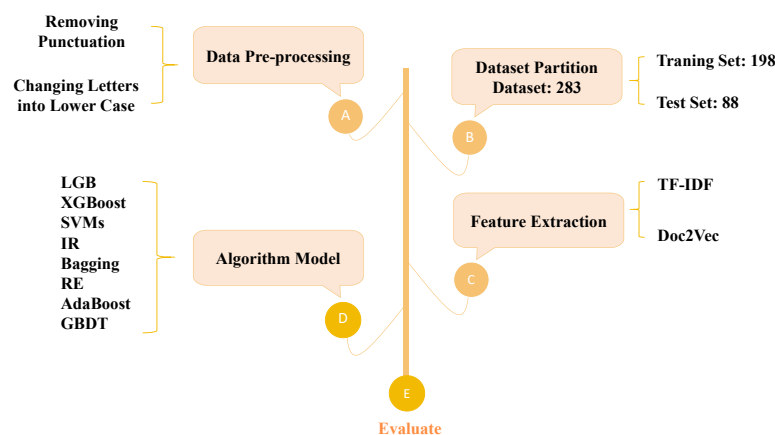 Removing
Punctuation
Changing Letters
into Lower Case
Data Pre-processing
A
Dataset Partition
Dataset: 283
Traning Set: 198
Test Set: 88
B
LGB
XGBoost
SVMs
IR
Bagging
RE
AdaBoost
GBDT
Algorithm Model
D
Feature Extraction
TF-IDF
Doc2Vec
C
E
Evaluate